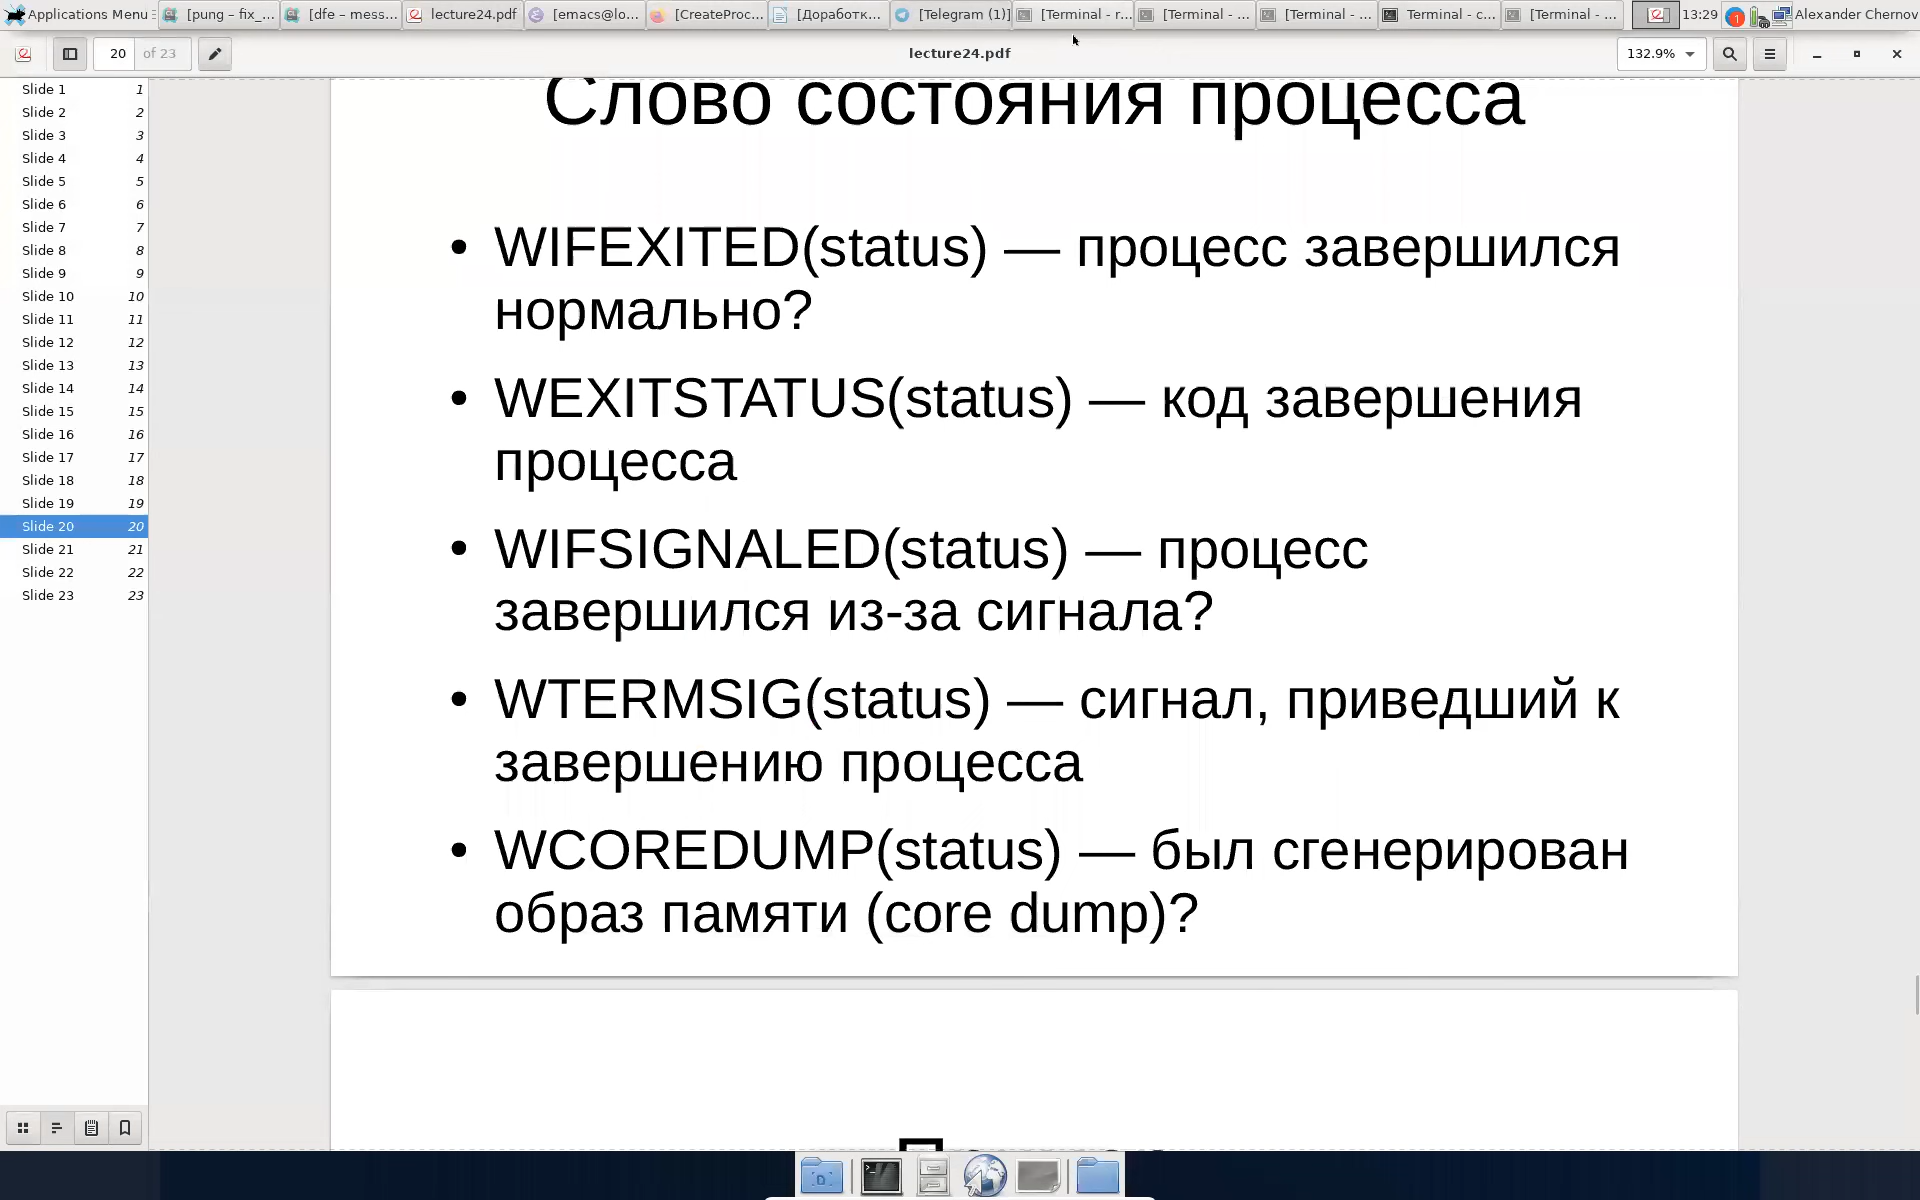 Applications Menu
[pung – fix_...
[dfe – mess...
lecture24.pdf
[emacs@lo...
[CreateProc...
[Доработк...
[Telegram (1)]
[Terminal - r...
[Terminal - ...
[Terminal - ...
Terminal - c...
[Terminal - ...
13:29
1
Alexander Chernov
20 of 23
lecture24.pdf
132.9%
Slide 1 1
Slide 2 2
Slide 3 3
Slide 4 4
Slide 5 5
Slide 6 6
Slide 7 7
Slide 8 8
Slide 9 9
Slide 10 10
Slide 11 11
Slide 12 12
Slide 13 13
Slide 14 14
Slide 15 15
Slide 16 16
Slide 17 17
Slide 18 18
Slide 19 19
Slide 20 20
Slide 21 21
Slide 22 22
Slide 23 23
Слово состояния процесса
• WIFEXITED(status) — процесс завершился
нормально?
• WEXITSTATUS(status) — код завершения
процесса
• WIFSIGNALED(status) — процесс
завершился из-за сигнала?
• WTERMSIG(status) — сигнал, приведший к
завершению процесса
• WCOREDUMP(status) — был сгенерирован
образ памяти (core dump)?